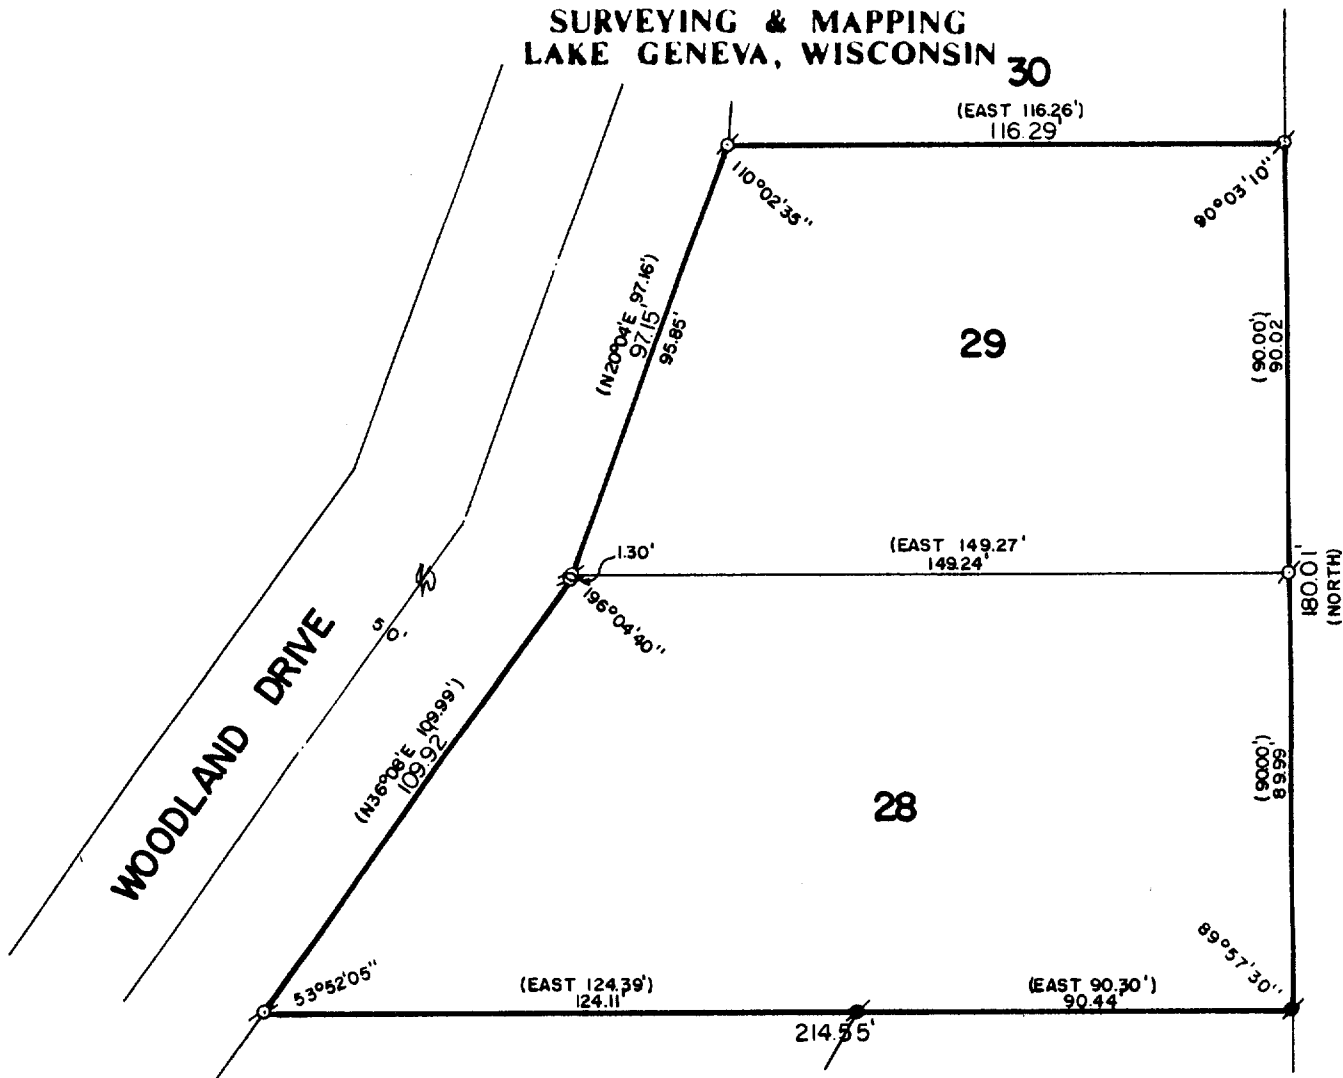 SURVEYING & MAPPING
LAKE GENEVA, WISCONSIN
30
(EAST 116.26')
116.29'
110°02'35"
90°03'10"
(N20°04'E 97.16')
97.15'
95.85'
29
(90.00')
90.02
1.30'
(EAST 149.27'
149.24'
180.01'
(NORTH)
196°04'40"
50'
WOODLAND DRIVE
(N36°08'E 109.99')
109.92'
28
(90.00')
89.99
89°57'30"
53°52'05"
(EAST 124.39')
124.11'
(EAST 90.30')
90.44'
214.55'